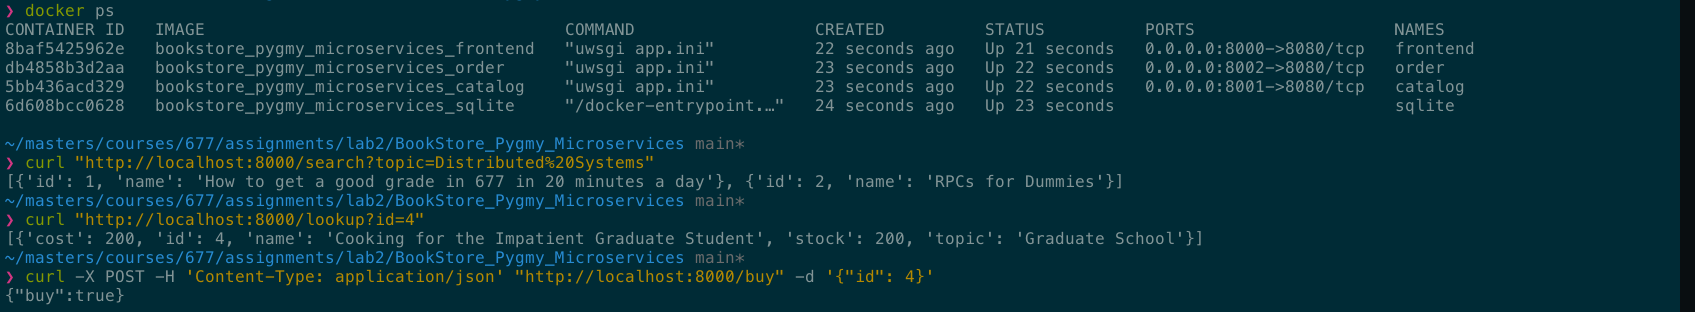 ❯ docker ps
CONTAINER ID   IMAGE                                    COMMAND                  CREATED          STATUS          PORTS                    NAMES
8baf5425962e   bookstore_pygmy_microservices_frontend   "uwsgi app.ini"          22 seconds ago   Up 21 seconds   0.0.0.0:8000->8080/tcp   frontend
db4858b3d2aa   bookstore_pygmy_microservices_order      "uwsgi app.ini"          23 seconds ago   Up 22 seconds   0.0.0.0:8002->8080/tcp   order
5bb436acd329   bookstore_pygmy_microservices_catalog    "uwsgi app.ini"          23 seconds ago   Up 22 seconds   0.0.0.0:8001->8080/tcp   catalog
6d608bcc0628   bookstore_pygmy_microservices_sqlite     "/docker-entrypoint.…"   24 seconds ago   Up 23 seconds                            sqlite
~/masters/courses/677/assignments/lab2/BookStore_Pygmy_Microservices main*
❯ curl "http://localhost:8000/search?topic=Distributed%20Systems"
[{'id': 1, 'name': 'How to get a good grade in 677 in 20 minutes a day'}, {'id': 2, 'name': 'RPCs for Dummies'}]
~/masters/courses/677/assignments/lab2/BookStore_Pygmy_Microservices main*
❯ curl "http://localhost:8000/lookup?id=4"
[{'cost': 200, 'id': 4, 'name': 'Cooking for the Impatient Graduate Student', 'stock': 200, 'topic': 'Graduate School'}]
~/masters/courses/677/assignments/lab2/BookStore_Pygmy_Microservices main*
❯ curl -X POST -H 'Content-Type: application/json' "http://localhost:8000/buy" -d '{"id": 4}'
{"buy":true}